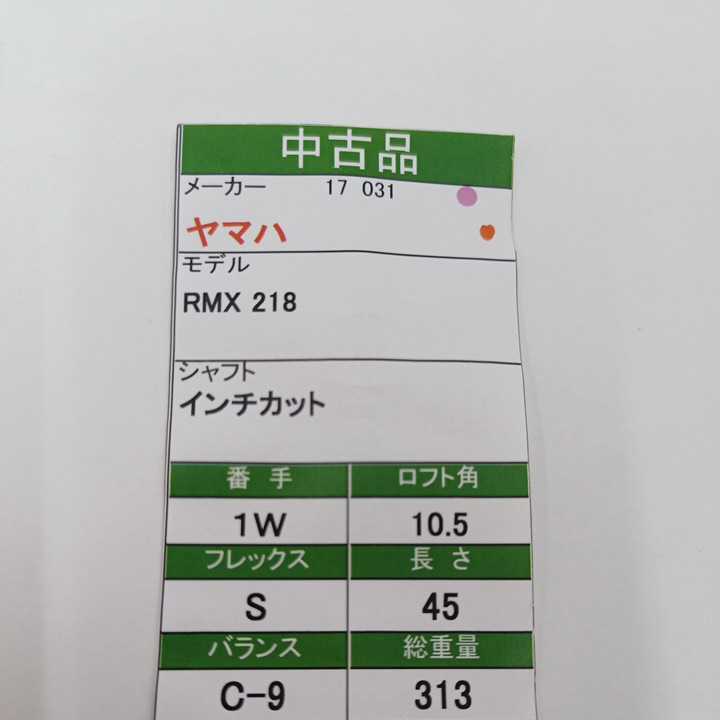 中古品
メーカー 17 031
ヤマハ
モデル
RMX 218
シャフト
インチカット
番 手 ロフト角
1W 10.5
フレックス 長 さ
S 45
バランス 総重量
C-9 313